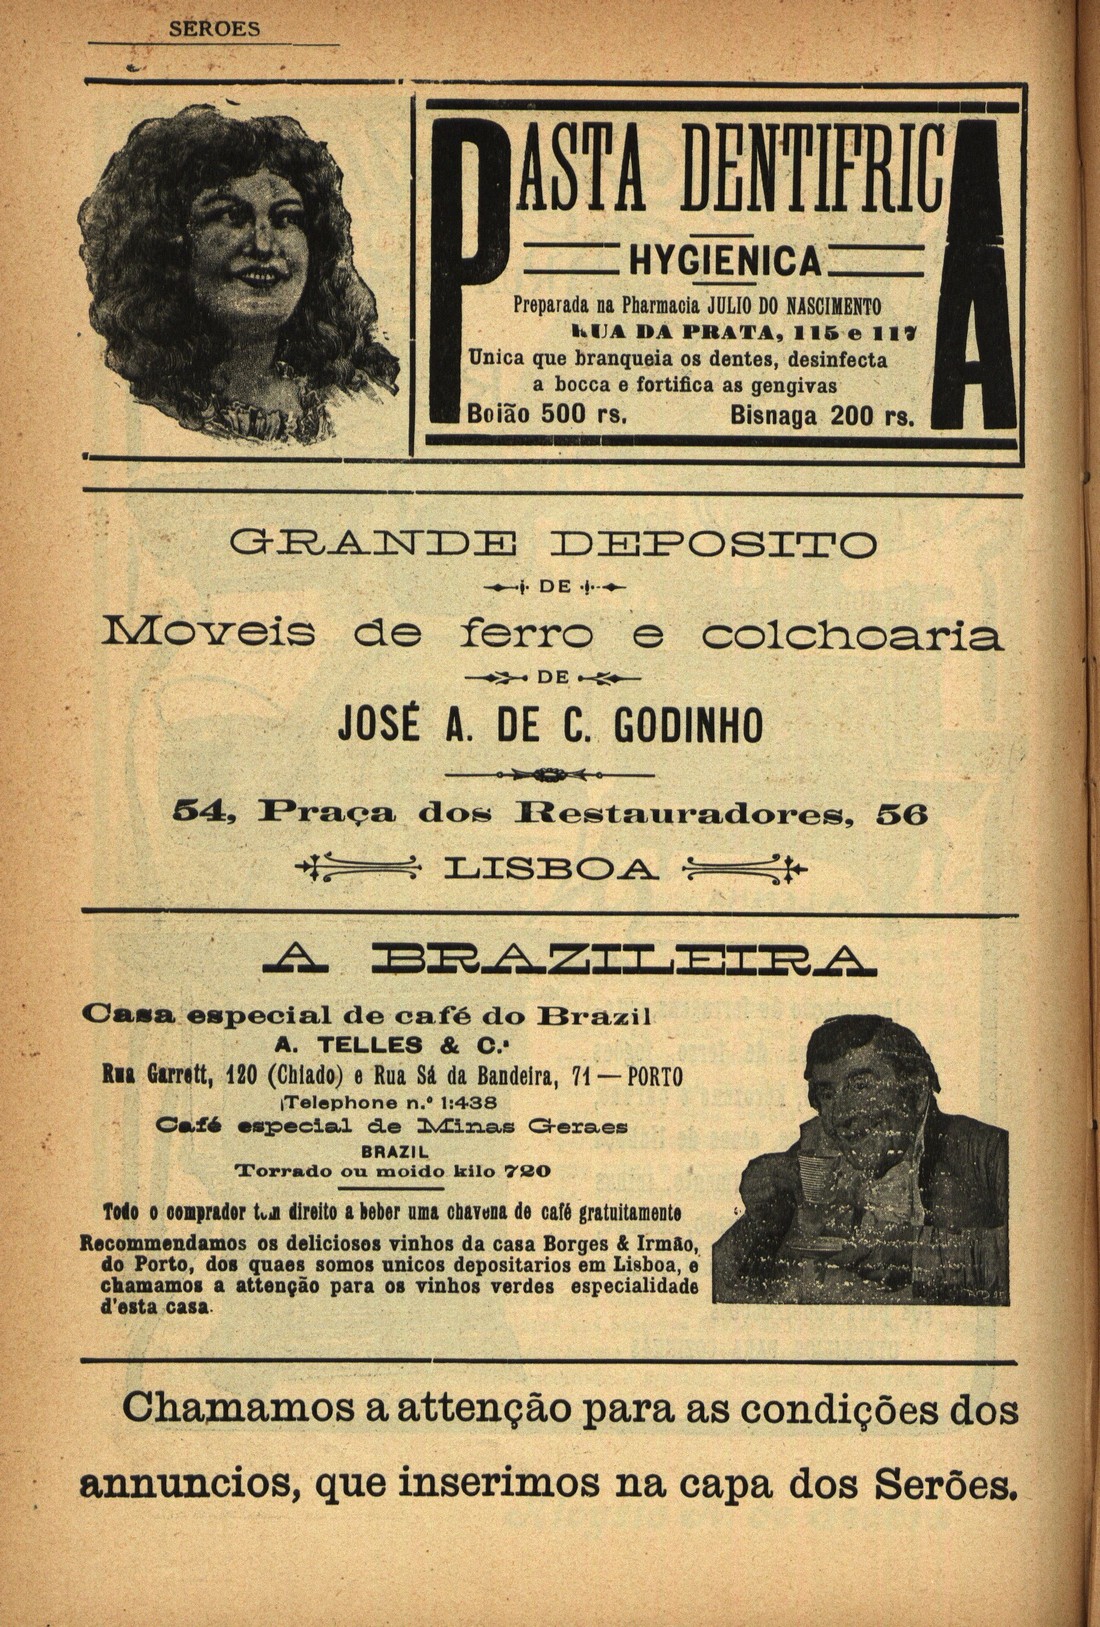 SEROES
PASTA DENTIFRICA
HYGIENICA
Preparada na Pharmacia JULIO DO NASCIMENTO
RUA DA PRATA, 115 e 117
Unica que branqueia os dentes, desinfecta
a bocca e fortifica as gengivas
Boião 500 rs. Bisnaga 200 rs.
GRANDE DEPOSITO
DE
Moveis de ferro e colchoaria
DE
JOSÉ A. DE C. GODINHO
54, Praça dos Restauradores, 56
LISBOA
A BRAZILEIRA
Casa especial de café do Brazil
A. TELLES & C.ª
Rua Garrett, 120 (Chiado) e Rua Sá da Bandeira, 71 — PORTO
Telephone n.º 1:438
Café especial de Minas Geraes
BRAZIL
Torrado ou moido kilo 720
Todo o comprador tem direito a beber uma chavena de café gratuitamente
Recommendamos os deliciosos vinhos da casa Borges & Irmão,
do Porto, dos quaes somos unicos depositarios em Lisboa, e
chamamos a attenção para os vinhos verdes especialidade
d'esta casa.
Chamamos a attenção para as condições dos
annuncios, que inserimos na capa dos Serões.